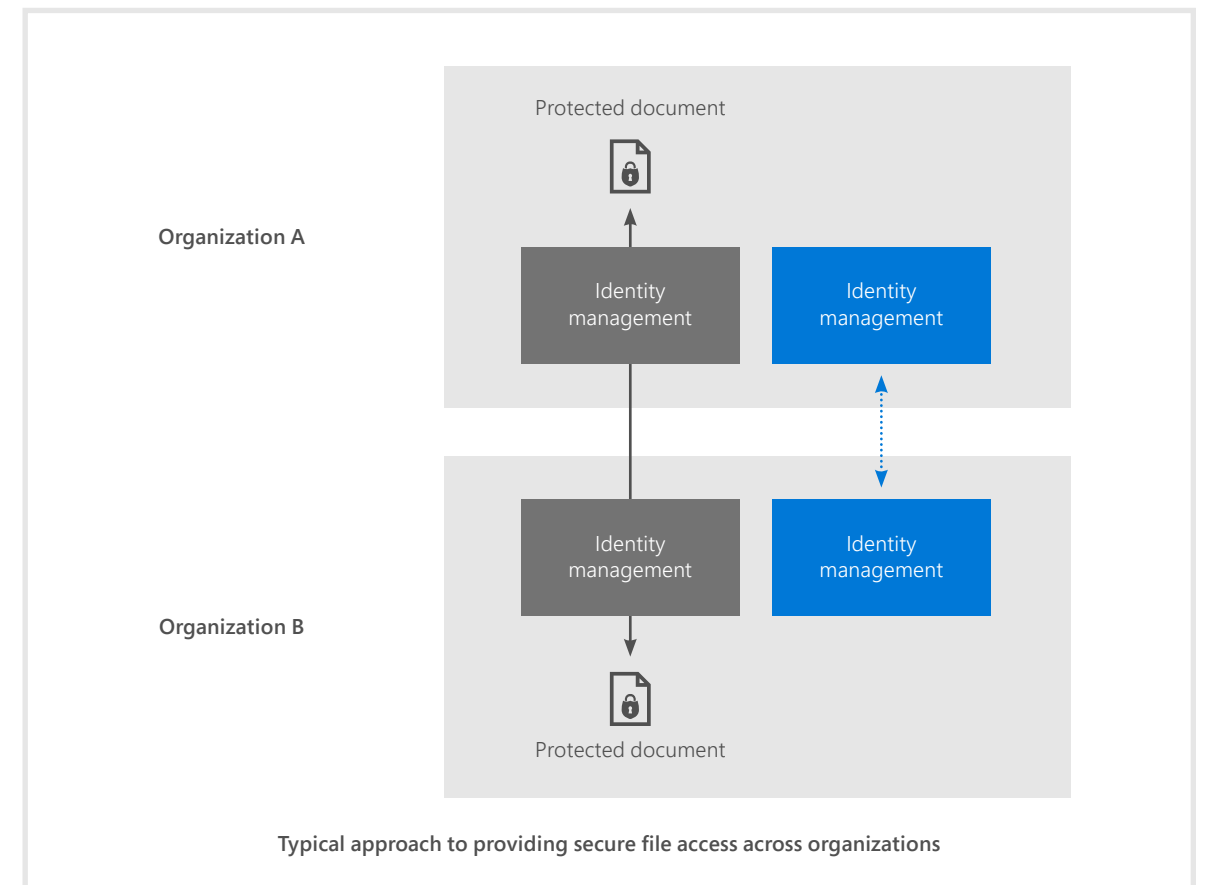 Protected document
Organization A
Identity
management
Identity
management
Identity
management
Identity
management
Organization B
Protected document
Typical approach to providing secure file access across organizations